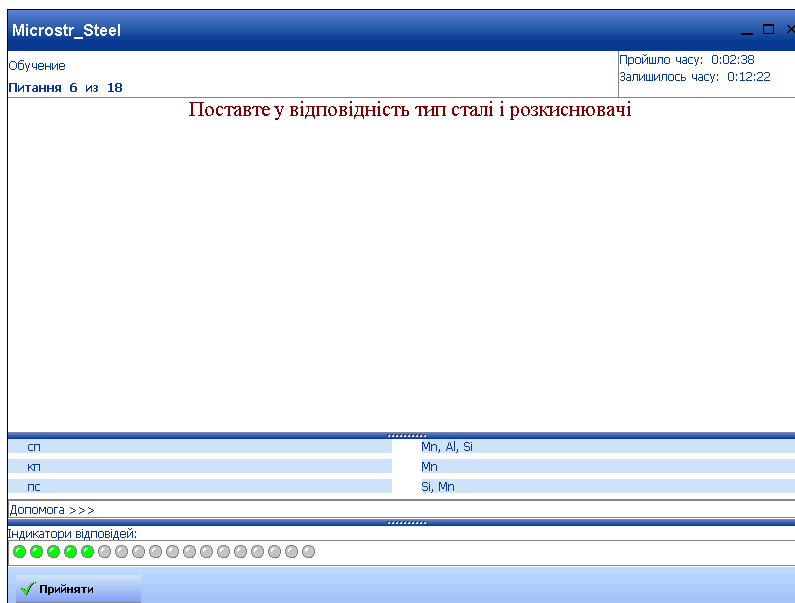 Microstr_Steel
Обучение
Пройшло часу: 0:02:38
Питання 6 из 18
Залишилось часу: 0:12:22
Поставте у відповідність тип сталі і розкиснювачі
сп Mn, Al, Si
кп Mn
пс Si, Mn
Допомога >>>
Індикатори відповідей:
Прийняти